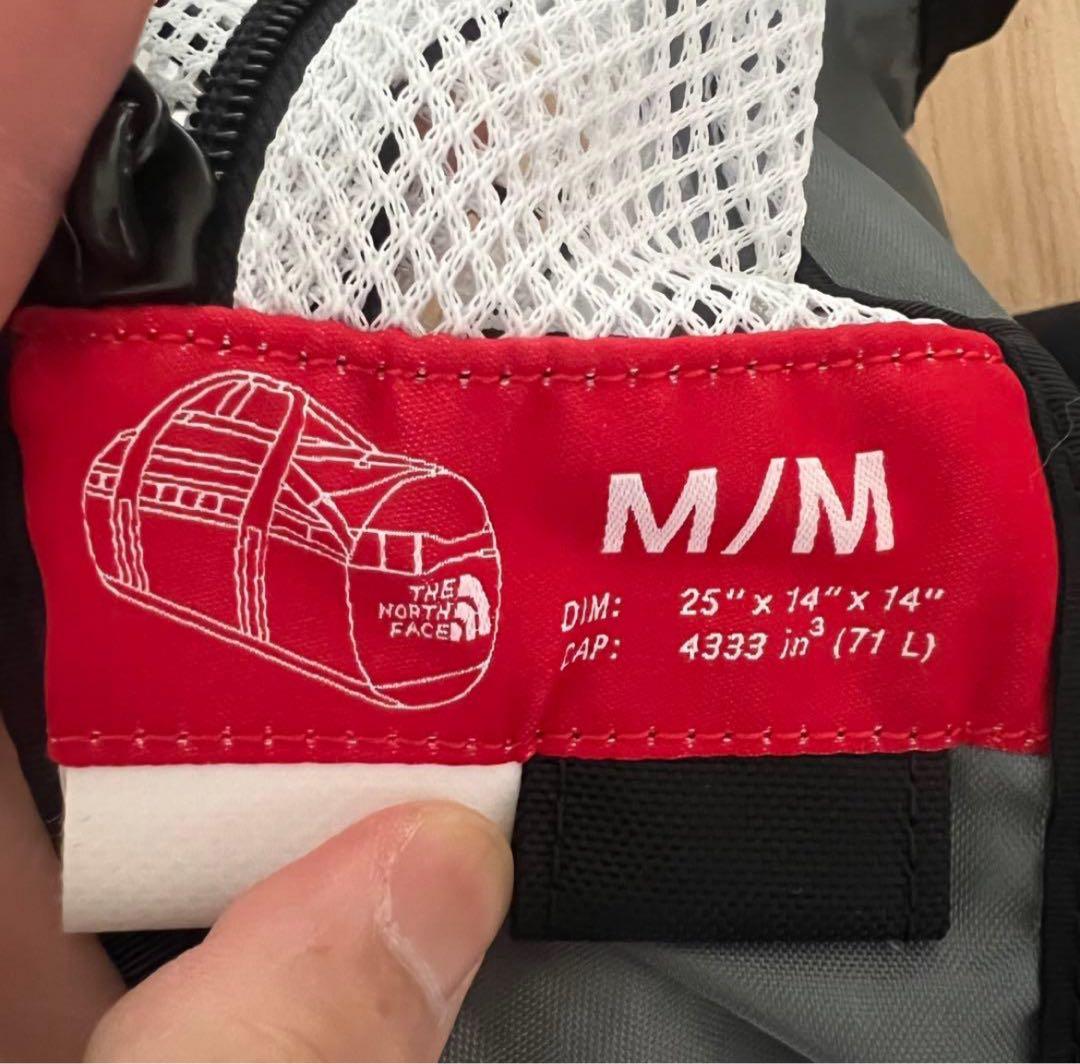 THE
NORTH
FACE
M/M
DIM: 25" x 14" x 14"
CAP: 4333 in³ (71 L)